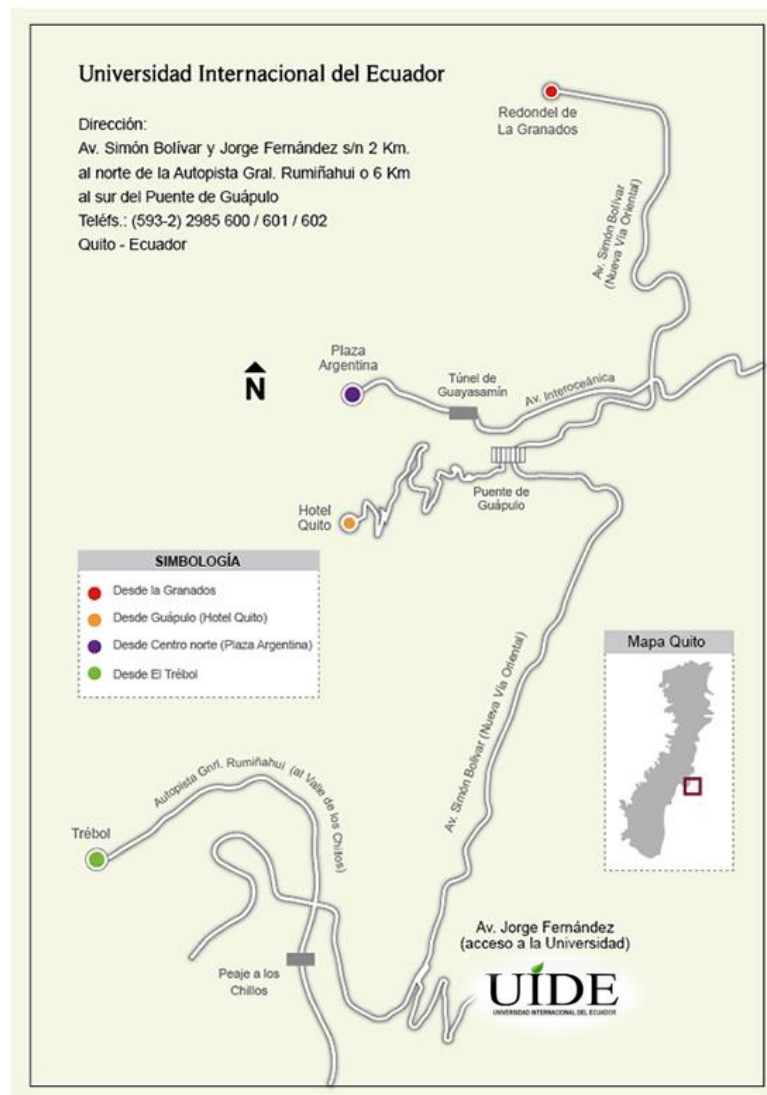 Universidad Internacional del Ecuador
Dirección:
Av. Simón Bolívar y Jorge Fernández s/n 2 Km.
al norte de la Autopista Gral. Rumiñahui o 6 Km
al sur del Puente de Guápulo
Teléfs.: (593-2) 2985 600 / 601 / 602
Quito - Ecuador
Redondel de
La Granados
Av. Simón Bolívar
(Nueva Vía Oriental)
Plaza
Argentina
N
Túnel de
Guayasamín
Av. Interoceánica
Puente de
Guápulo
Hotel
Quito
SIMBOLOGÍA
Desde la Granados
Desde Guápulo (Hotel Quito)
Desde Centro norte (Plaza Argentina)
Desde El Trébol
Av. Simón Bolívar (Nueva Vía Oriental)
Mapa Quito
Autopista Gnrl. Rumiñahui (al Valle de los Chillos)
Trébol
Peaje a los
Chillos
Av. Jorge Fernández
(acceso a la Universidad)
UIDE
UNIVERSIDAD INTERNACIONAL DEL ECUADOR